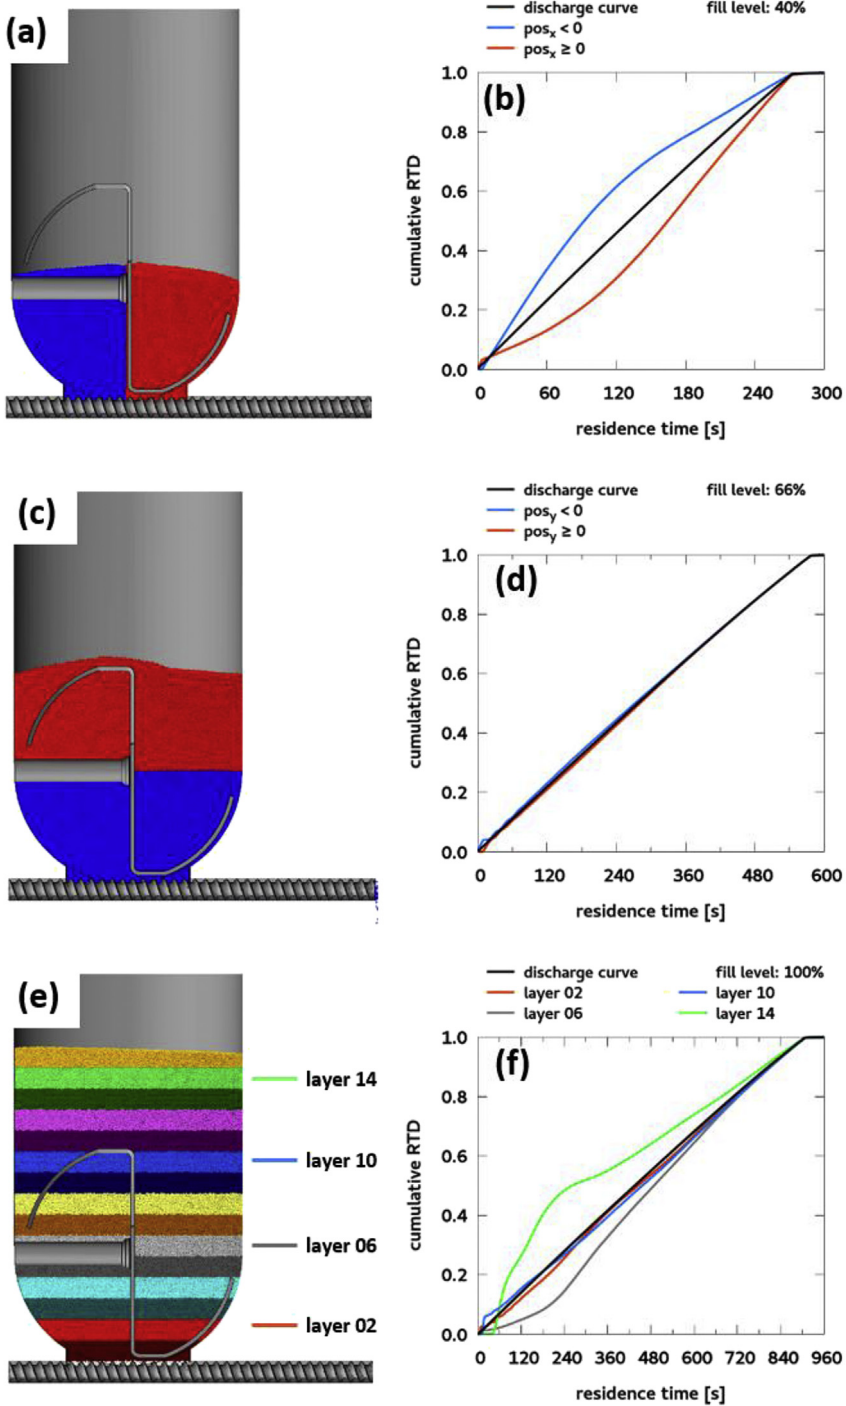 (a)
discharge curve fill level: 40%
posx < 0
posx ≥ 0
(b)
cumulative RTD
1.0
0.8
0.6
0.4
0.2
0.0
0 60 120 180 240 300
residence time [s]
(c)
discharge curve fill level: 66%
posy < 0
posy ≥ 0
(d)
cumulative RTD
1.0
0.8
0.6
0.4
0.2
0.0
0 120 240 360 480 600
residence time [s]
(e)
layer 14
layer 10
layer 06
layer 02
discharge curve fill level: 100%
layer 02 layer 10
layer 06 layer 14
(f)
cumulative RTD
1.0
0.8
0.6
0.4
0.2
0.0
0 120 240 360 480 600 720 840 960
residence time [s]